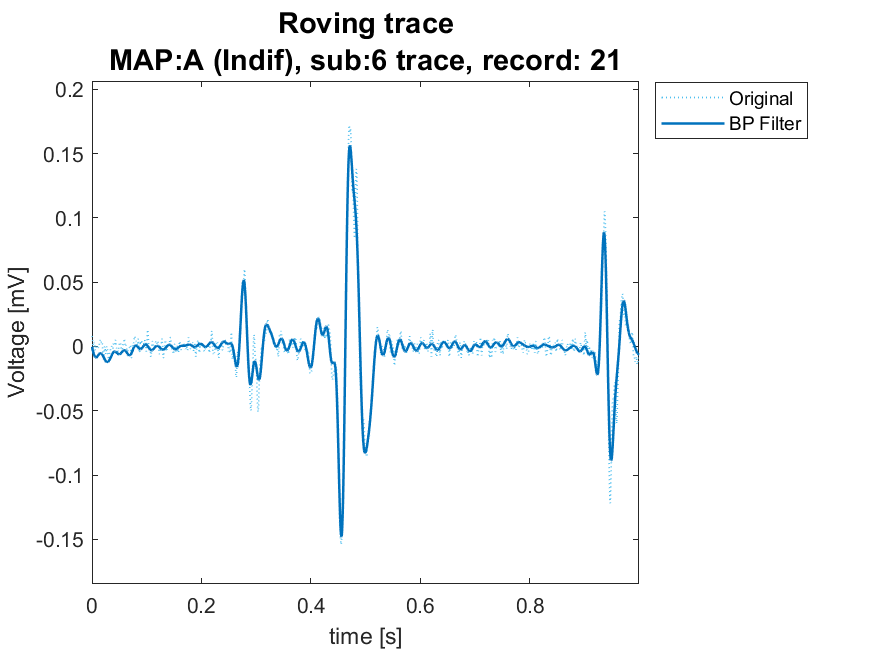 Roving trace
MAP:A (Indif), sub:6 trace, record: 21
Original
BP Filter
0.2
0.15
0.1
0.05
0
-0.05
-0.1
-0.15
Voltage [mV]
0
0.2
0.4
0.6
0.8
time [s]